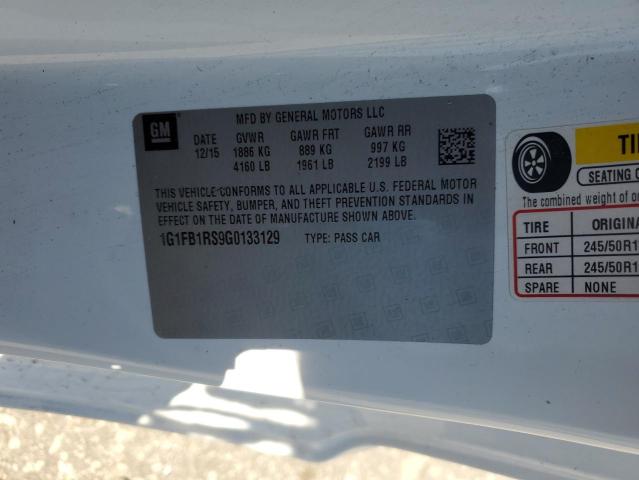 GM
MFD BY GENERAL MOTORS LLC
DATE GVWR GAWR FRT GAWR RR
12/15 1886 KG 889 KG 997 KG
4160 LB 1961 LB 2199 LB
THIS VEHICLE CONFORMS TO ALL APPLICABLE U.S. FEDERAL MOTOR
VEHICLE SAFETY, BUMPER, AND THEFT PREVENTION STANDARDS IN
EFFECT ON THE DATE OF MANUFACTURE SHOWN ABOVE.
1G1FB1RS9G0133129 TYPE: PASS CAR
TI
SEATING
The combined weight of
TIRE ORIGINA
FRONT 245/50R1
REAR 245/50R1
SPARE NONE